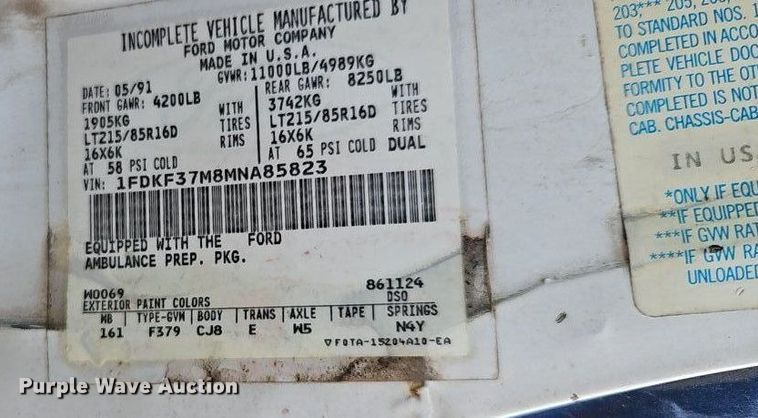 INCOMPLETE VEHICLE MANUFACTURED BY
FORD MOTOR COMPANY
MADE IN U.S.A.
GVWR:11000LB/4989KG
DATE: 05/91
FRONT GAWR: 4200LB
REAR GAWR: 8250LB
1905KG WITH
3742KG WITH
LT215/85R16D TIRES
LT215/85R16D TIRES
16X6K RIMS
16X6K RIMS
AT 58 PSI COLD
AT 65 PSI COLD DUAL
VIN: 1FDKF37M8MNA85823
EQUIPPED WITH THE FORD
AMBULANCE PREP. PKG.
W0069
861124
EXTERIOR PAINT COLORS
DSO
WB TYPE-GVW BODY TRANS AXLE TAPE SPRINGS
161 F379 CJ8 E W5 N4Y
F0TA-15204A10-EA
203,*** 205,
TO STANDARD NOS. 1
COMPLETED IN ACCO
PLETE VEHICLE DOC
FORMITY TO THE OT
COMPLETED IS NOT
CAB. CHASSIS-CAB
IN US
*ONLY IF EQU
**IF EQUIPPED
***IF GVW RAT
****IF GVW RA
UNLOADED
Purple Wave Auction